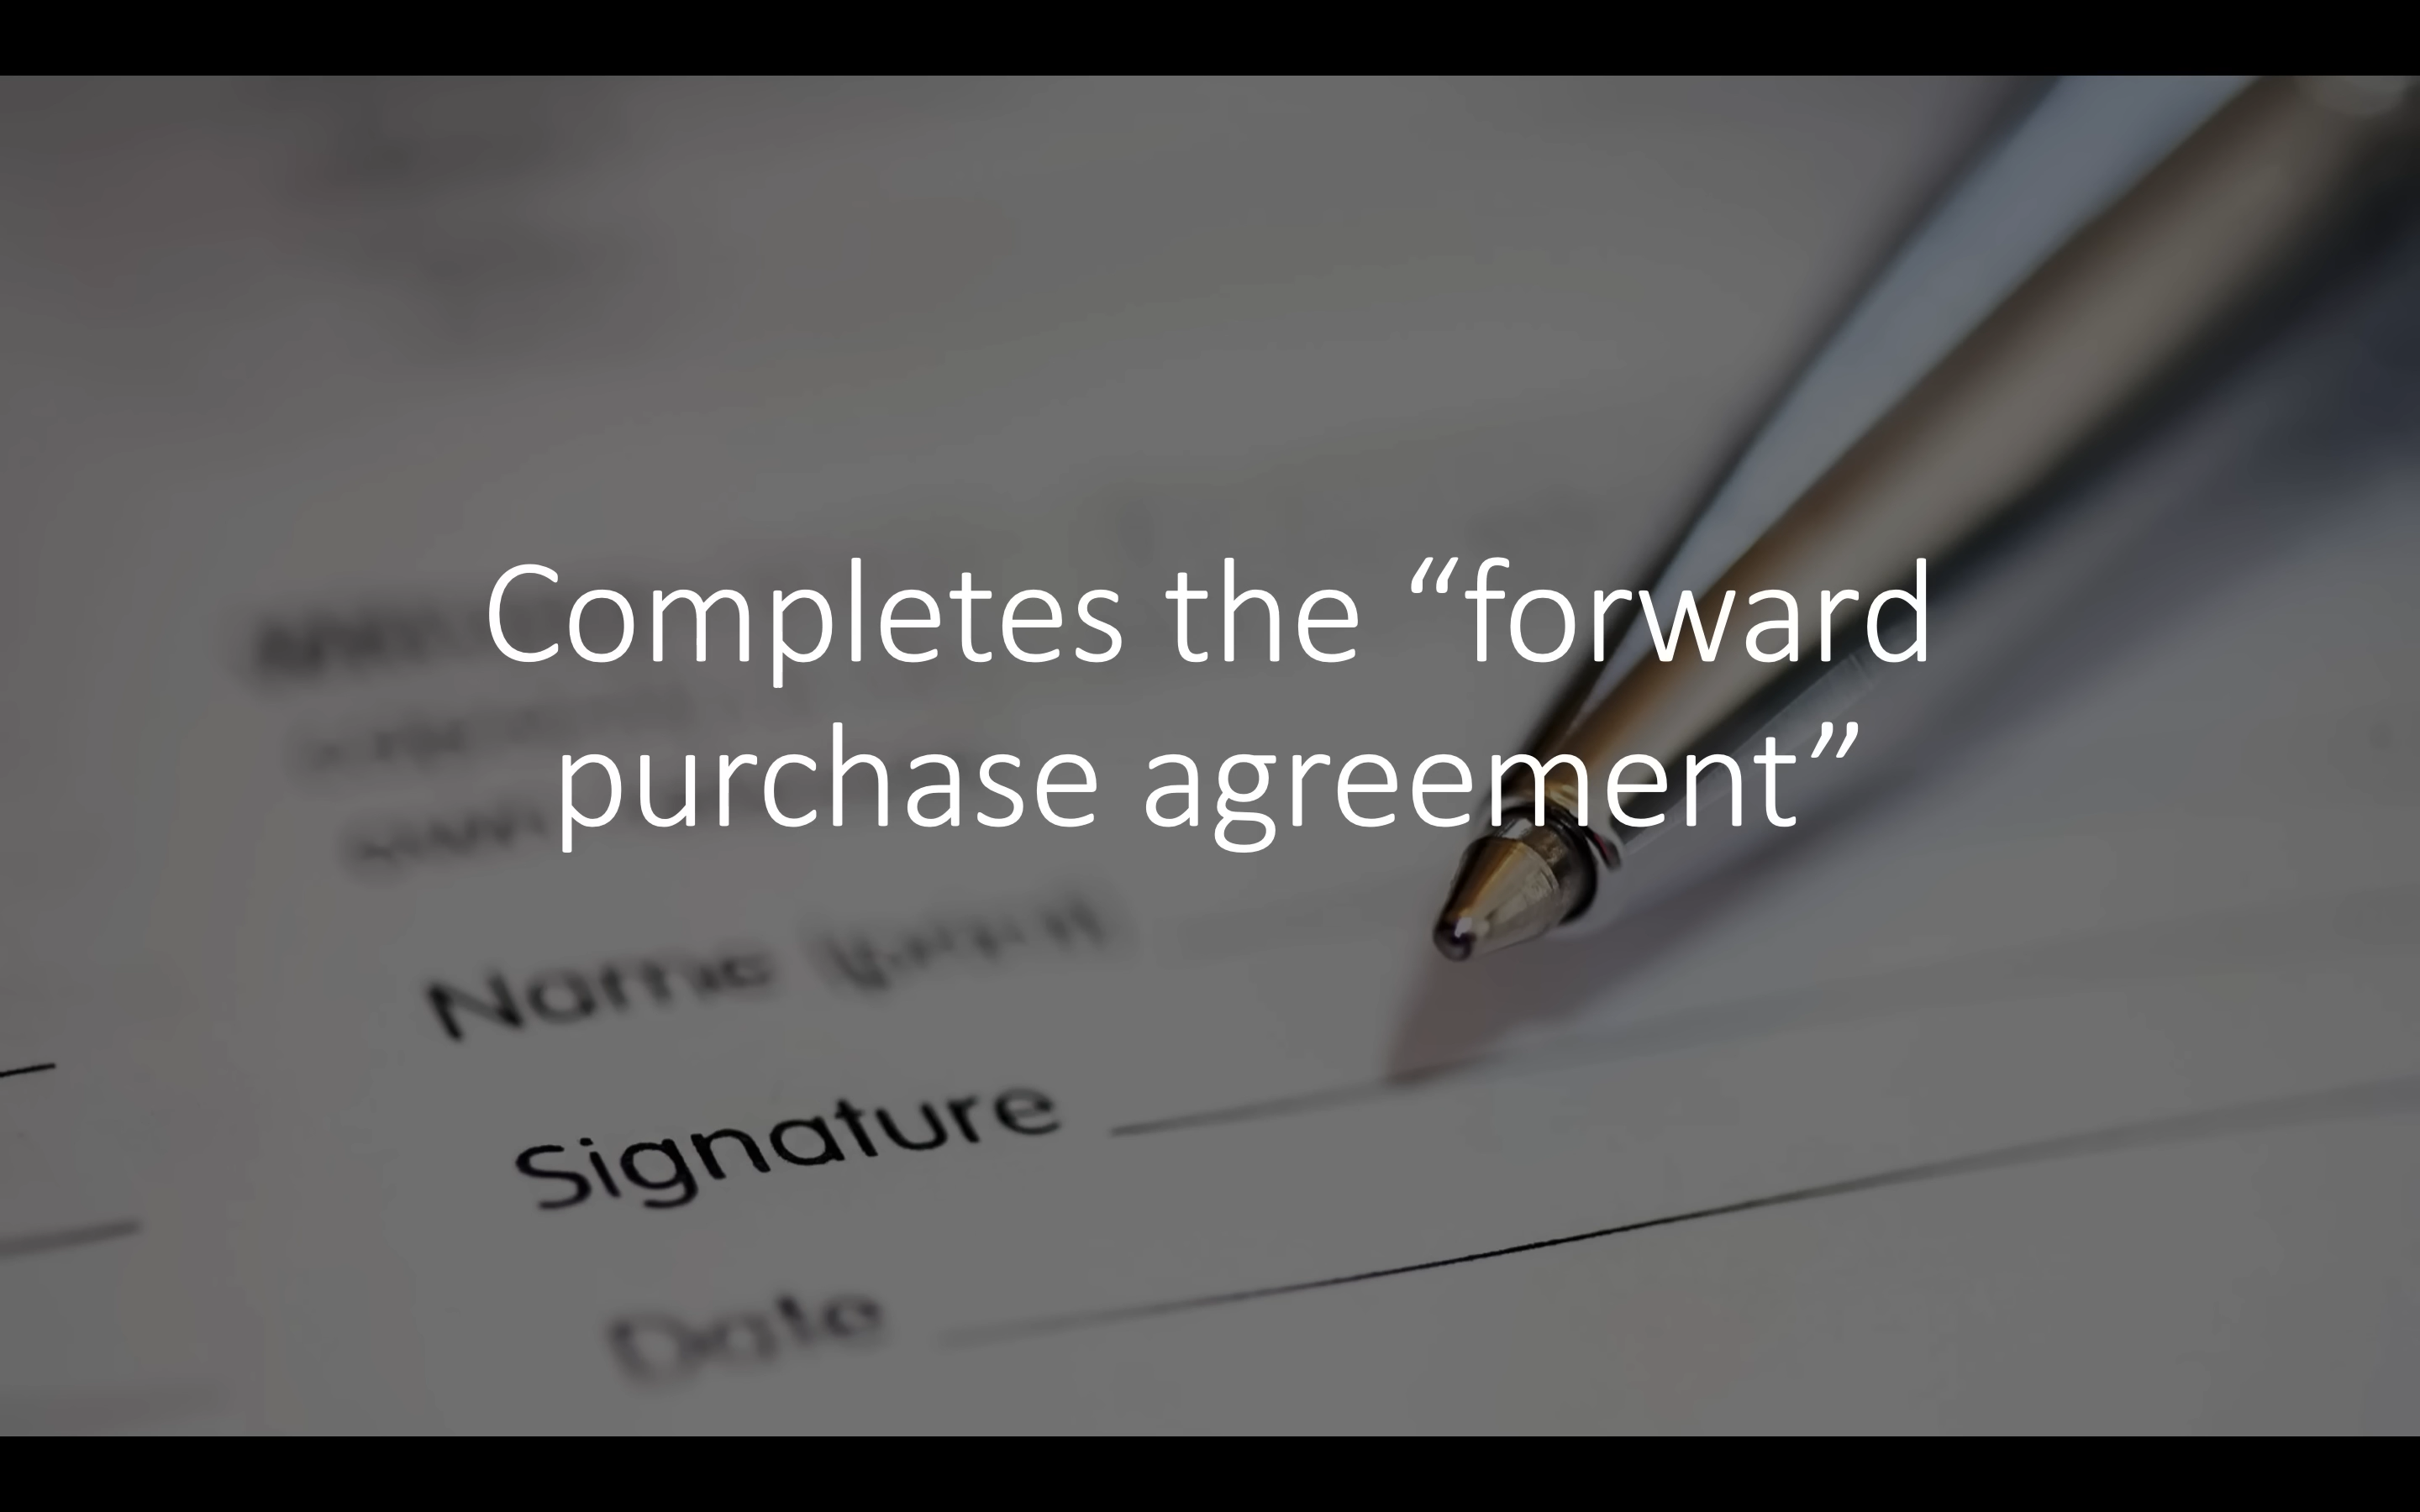 Completes the “forward
purchase agreement”
Name
Signature
Date